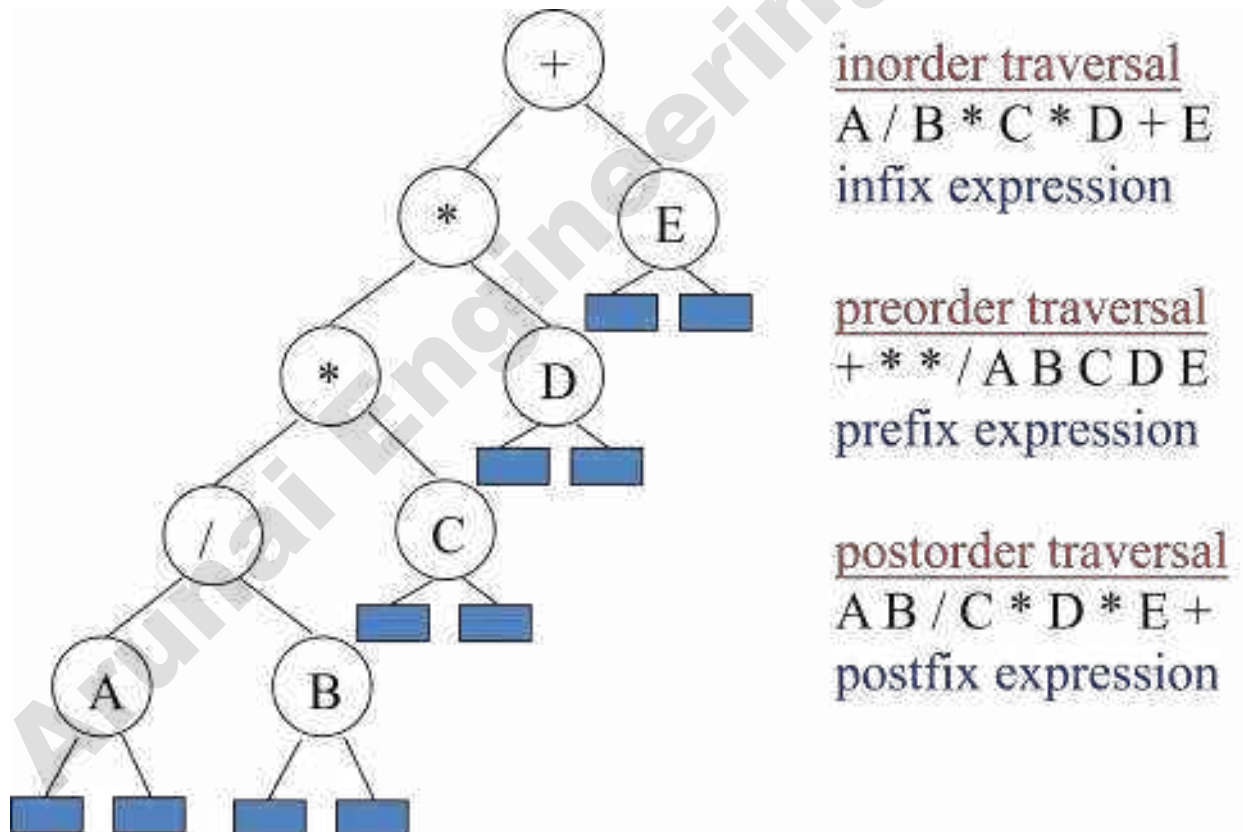 +
*
E
*
D
/
C
A
B
inorder traversal
A / B * C * D + E
infix expression
preorder traversal
+ * * / A B C D E
prefix expression
postorder traversal
A B / C * D * E +
postfix expression
Arunai Engineering